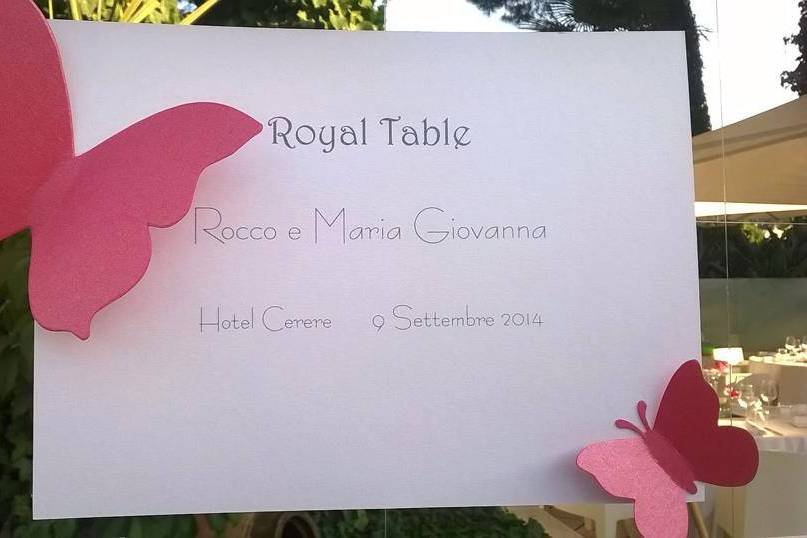 Royal Table
Rocco e Maria Giovanna
Hotel Cerere 9 Settembre 2014